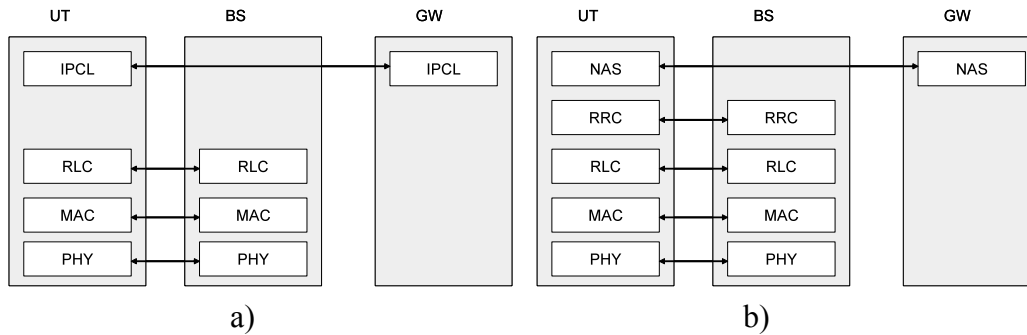 UT BS GW UT BS GW
IPCL IPCL NAS NAS
RRC RRC
RLC RLC RLC RLC
MAC MAC MAC MAC
PHY PHY PHY PHY
a) b)